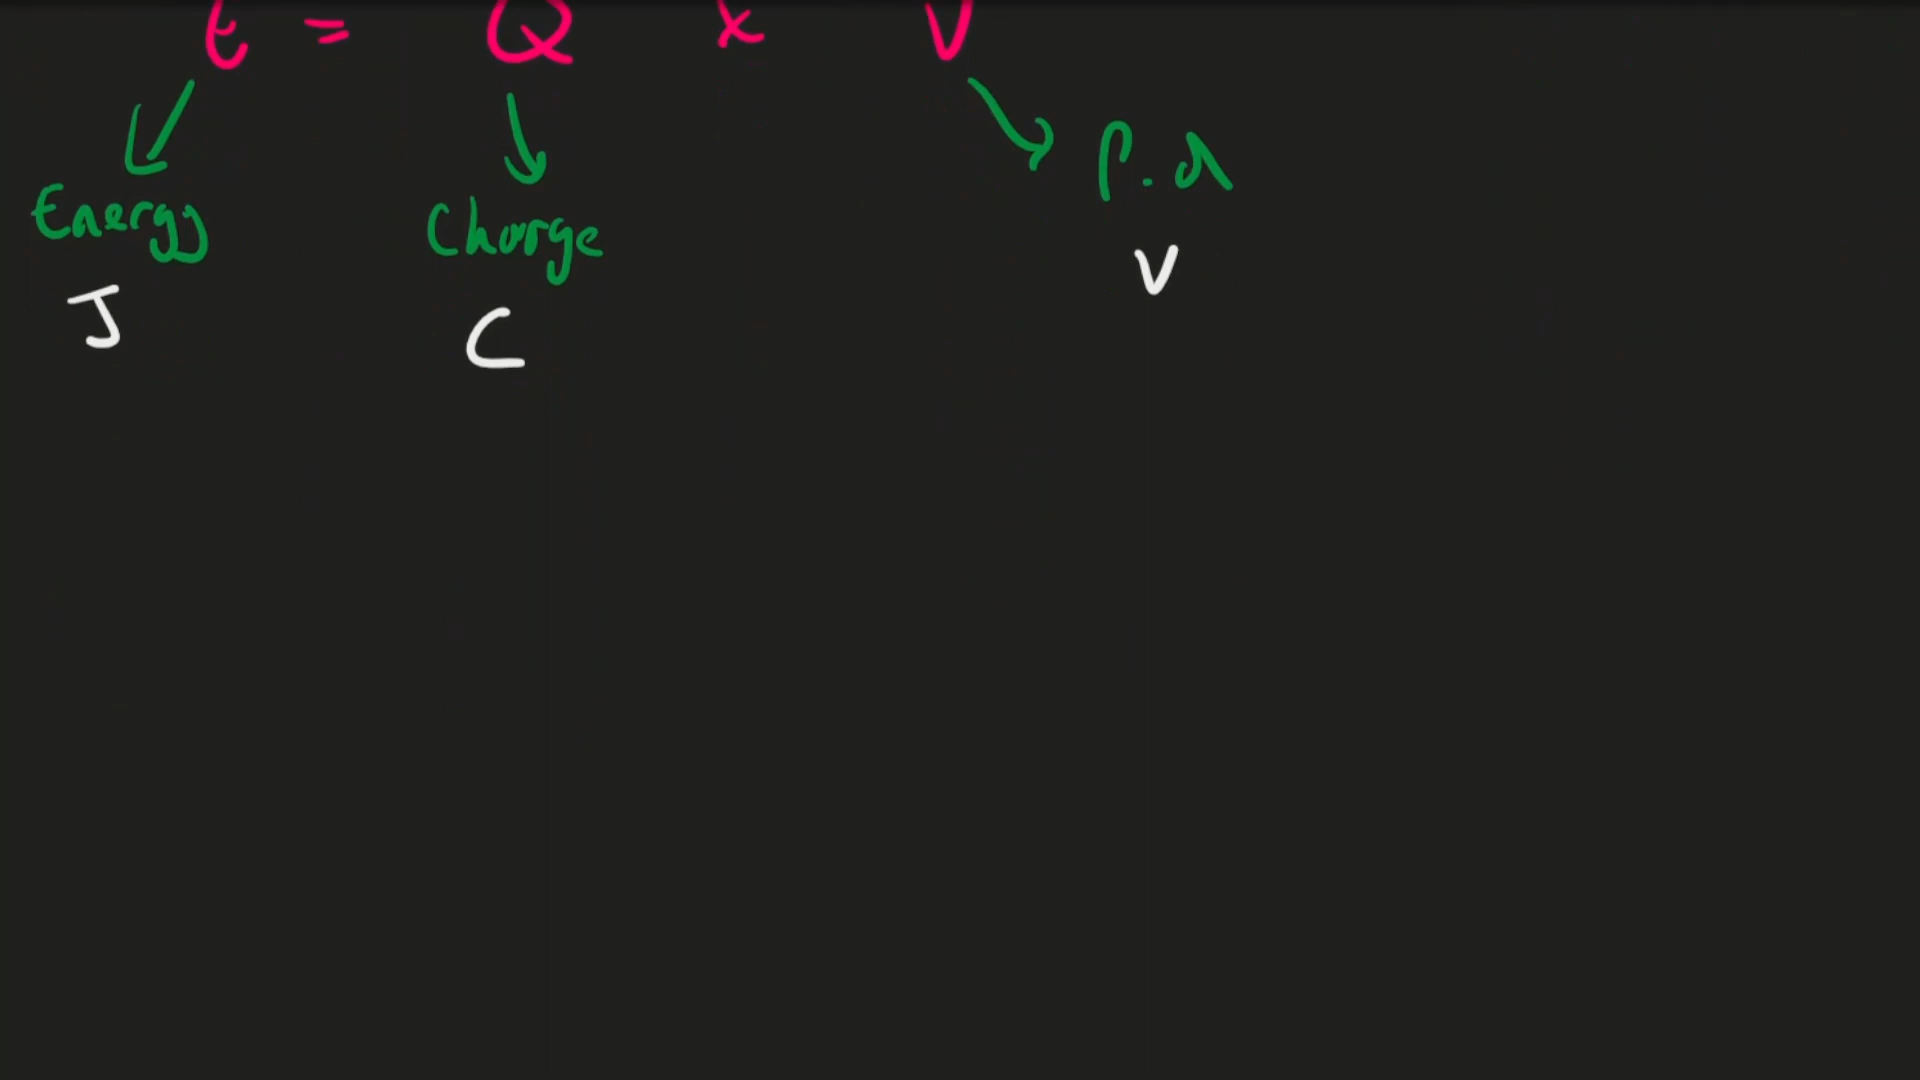 E = Q x V
Energy Charge P.d
J C V